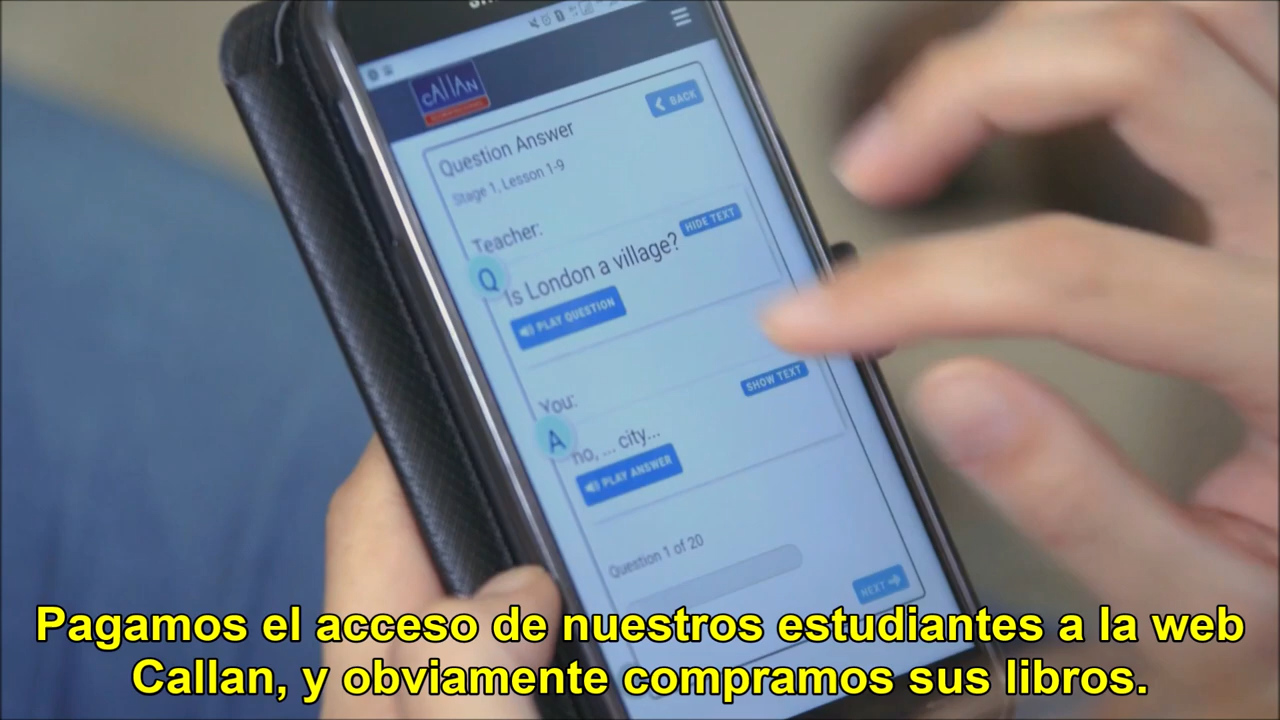 CAllAN
BACK
Question Answer
Stage 1, Lesson 1-9
Teacher:
HIDE TEXT
Q
Is London a village?
PLAY QUESTION
You:
SHOW TEXT
A
no, ... city...
PLAY ANSWER
Question 1 of 20
NEXT
Pagamos el acceso de nuestros estudiantes a la web
Callan, y obviamente compramos sus libros.